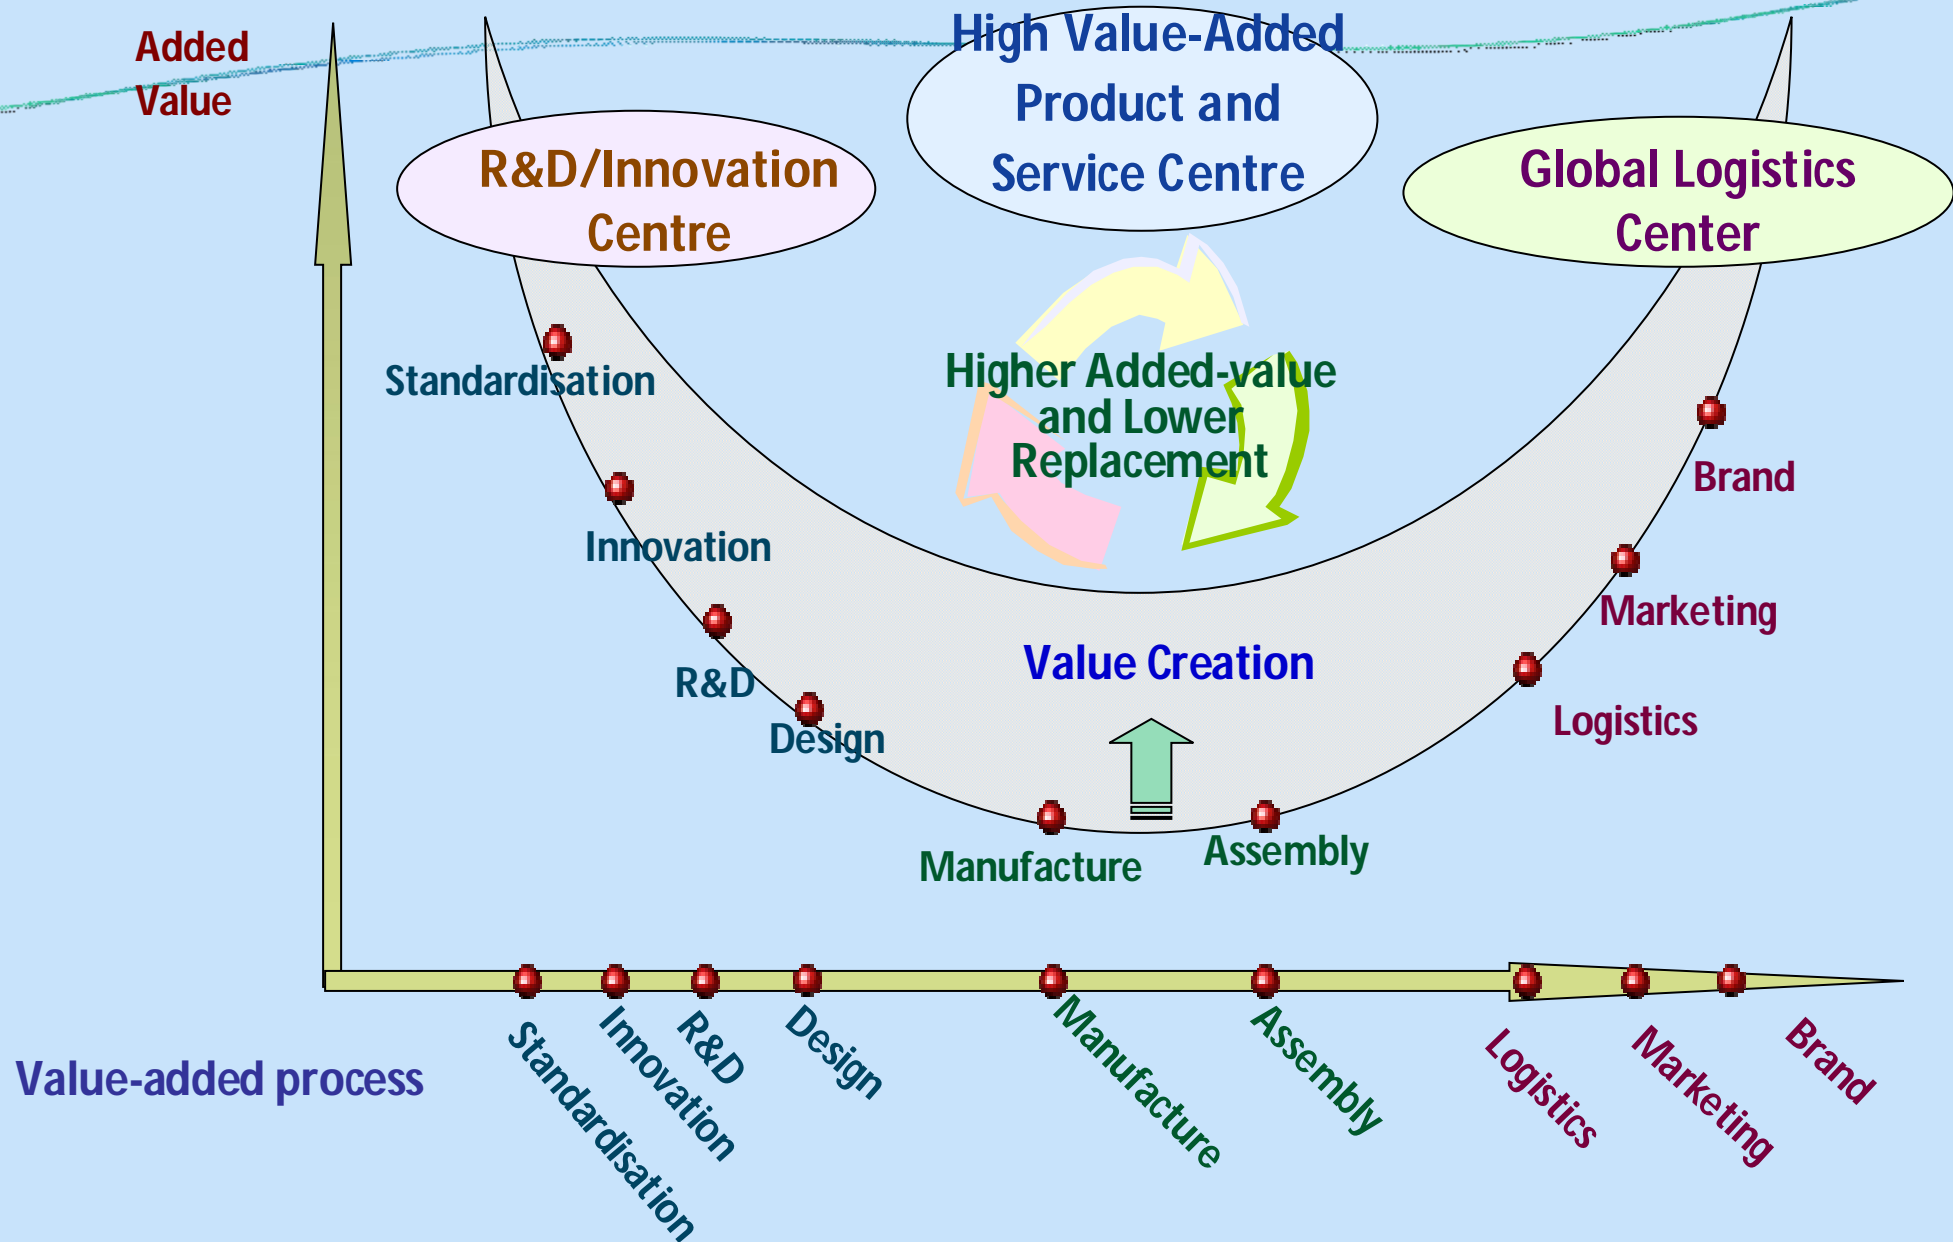 Added
Value
High Value-Added
Product and
Service Centre
R&D/Innovation
Centre
Global Logistics
Center
Higher Added-value
and Lower
Replacement
Standardisation
Innovation
R&D
Design
Value Creation
Manufacture
Assembly
Brand
Marketing
Logistics
Value-added process
Standardisation
Innovation
R&D
Design
Manufacture
Assembly
Logistics
Marketing
Brand